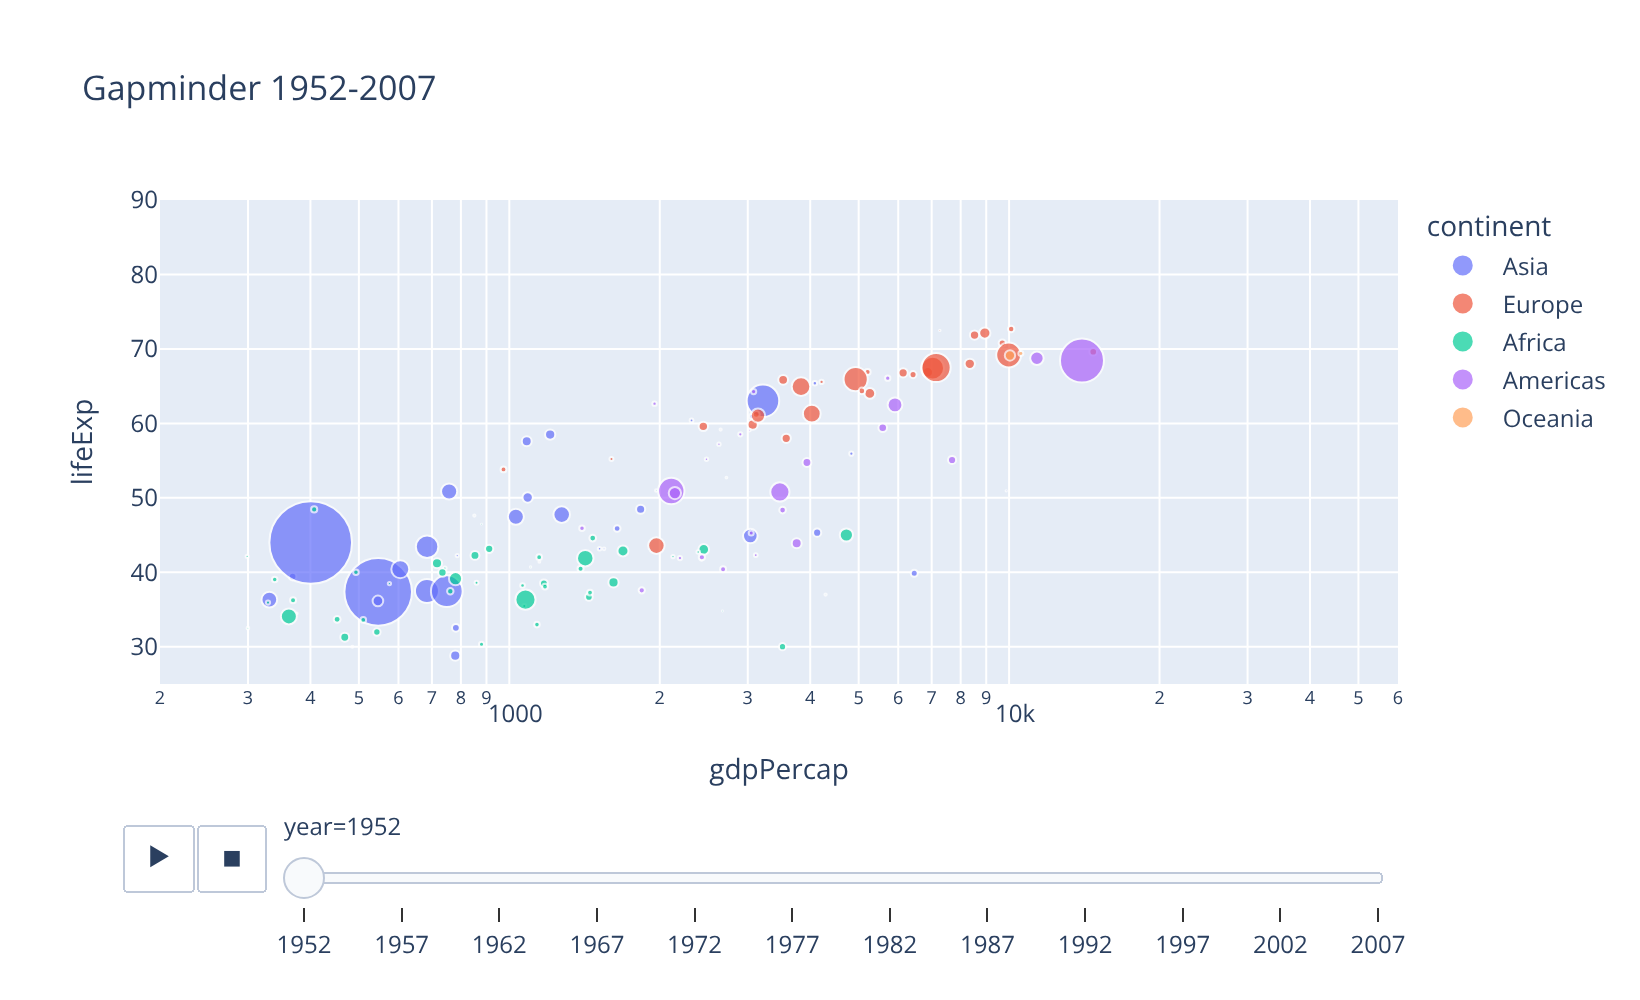 Gapminder 1952-2007
90
80
70
60
50
40
30
lifeExp
2 3 4 5 6 7 8 9 2 3 4 5 6 7 8 9 2 3 4 5 6
1000 10k
gdpPercap
continent
Asia
Europe
Africa
Americas
Oceania
year=1952
1952 1957 1962 1967 1972 1977 1982 1987 1992 1997 2002 2007